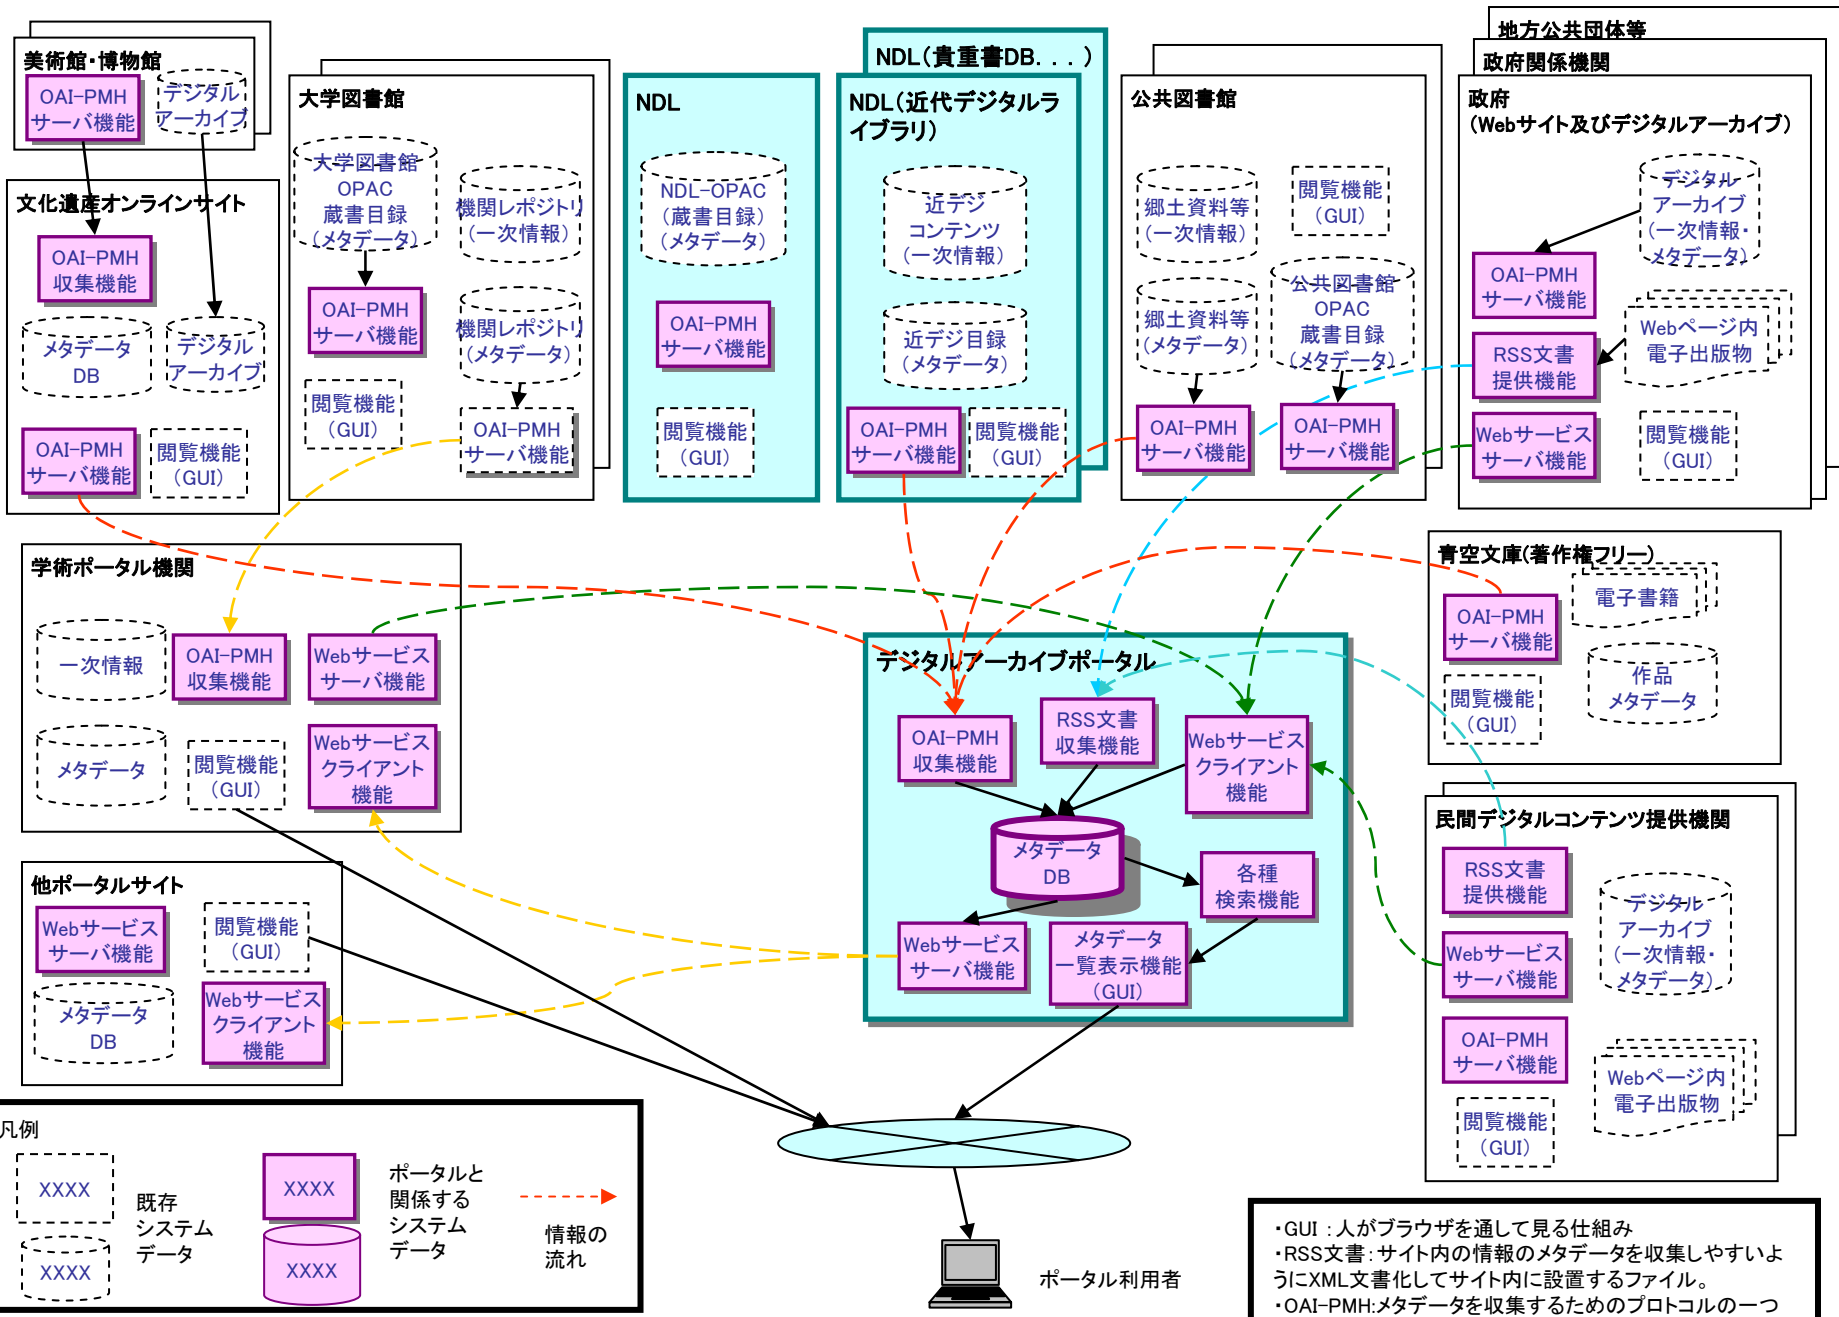 美術館・博物館
OAI-PMH
サーバ機能
デジタル
アーカイブ
文化遺産オンラインサイト
OAI-PMH
収集機能
メタデータ
DB
デジタル
アーカイブ
OAI-PMH
サーバ機能
閲覧機能
（GUI）
大学図書館
大学図書館
OPAC
蔵書目録
（メタデータ）
機関レポジトリ
（一次情報）
OAI-PMH
サーバ機能
機関レポジトリ
（メタデータ）
閲覧機能
（GUI）
OAI-PMH
サーバ機能
NDL
NDL-OPAC
（蔵書目録）
（メタデータ）
OAI-PMH
サーバ機能
閲覧機能
（GUI）
NDL（貴重書DB．．．）
NDL（近代デジタルラ
イブラリ）
近デジ
コンテンツ
（一次情報）
近デジ目録
（メタデータ）
OAI-PMH
サーバ機能
閲覧機能
（GUI）
公共図書館
郷土資料等
（一次情報）
閲覧機能
（GUI）
郷土資料等
（メタデータ）
公共図書館
OPAC
蔵書目録
（メタデータ）
OAI-PMH
サーバ機能
OAI-PMH
サーバ機能
地方公共団体等
政府関係機関
政府
（Webサイト及びデジタルアーカイブ）
デジタル
アーカイブ
（一次情報・
メタデータ）
OAI-PMH
サーバ機能
Webページ内
電子出版物
RSS文書
提供機能
Webサービス
サーバ機能
閲覧機能
（GUI）
学術ポータル機関
一次情報
OAI-PMH
収集機能
Webサービス
サーバ機能
メタデータ
閲覧機能
（GUI）
Webサービス
クライアント
機能
他ポータルサイト
Webサービス
サーバ機能
閲覧機能
（GUI）
メタデータ
DB
Webサービス
クライアント
機能
デジタルアーカイブポータル
OAI-PMH
収集機能
RSS文書
収集機能
Webサービス
クライアント
機能
メタデータ
DB
各種
検索機能
Webサービス
サーバ機能
メタデータ
一覧表示機能
（GUI）
青空文庫(著作権フリー)
OAI-PMH
サーバ機能
電子書籍
作品
メタデータ
閲覧機能
（GUI）
民間デジタルコンテンツ提供機関
RSS文書
提供機能
デジタル
アーカイブ
（一次情報・
メタデータ）
Webサービス
サーバ機能
OAI-PMH
サーバ機能
Webページ内
電子出版物
閲覧機能
（GUI）
凡例
XXXX
XXXX
既存
システム
データ
XXXX
XXXX
ポータルと
関係する
システム
データ
情報の
流れ
ポータル利用者
・GUI ：人がブラウザを通して見る仕組み
・RSS文書：サイト内の情報のメタデータを収集しやすいよ
うにXML文書化してサイト内に設置するファイル。
・OAI-PMH:メタデータを収集するためのプロトコルの一つ